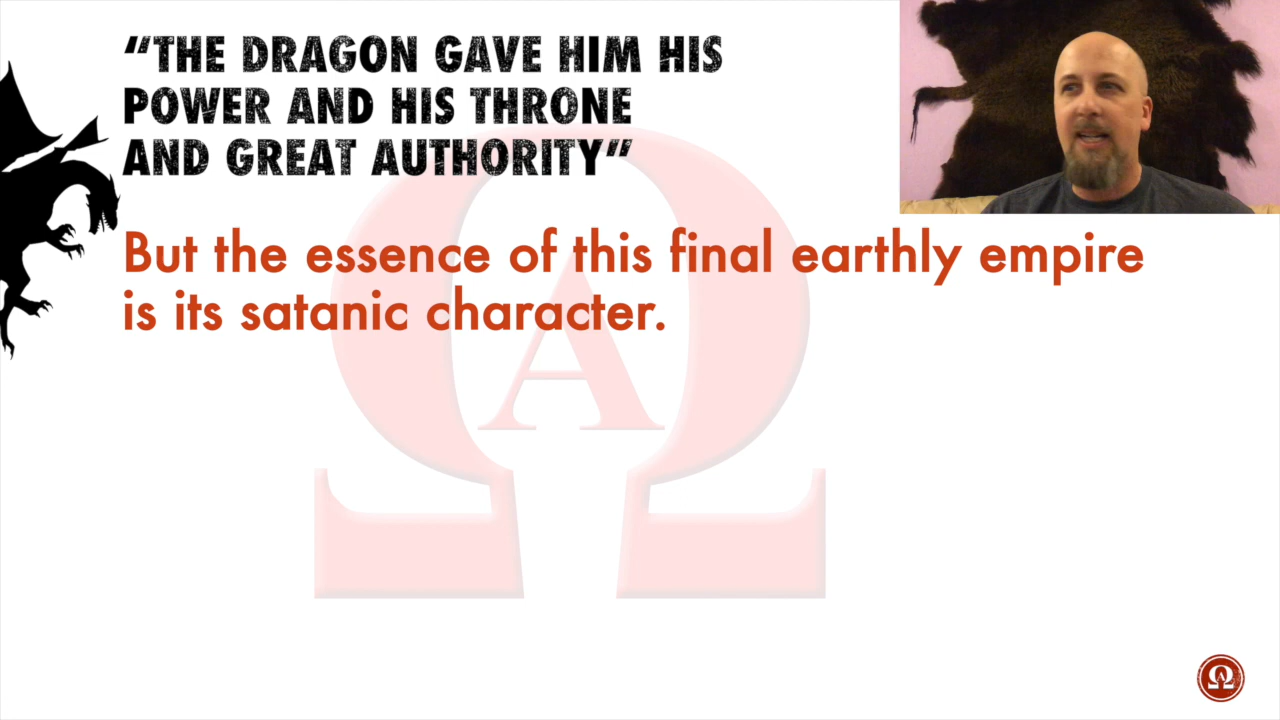 “THE DRAGON GAVE HIM HIS
POWER AND HIS THRONE
AND GREAT AUTHORITY”
But the essence of this final earthly empire
is its satanic character.
Ω
A
ΩA